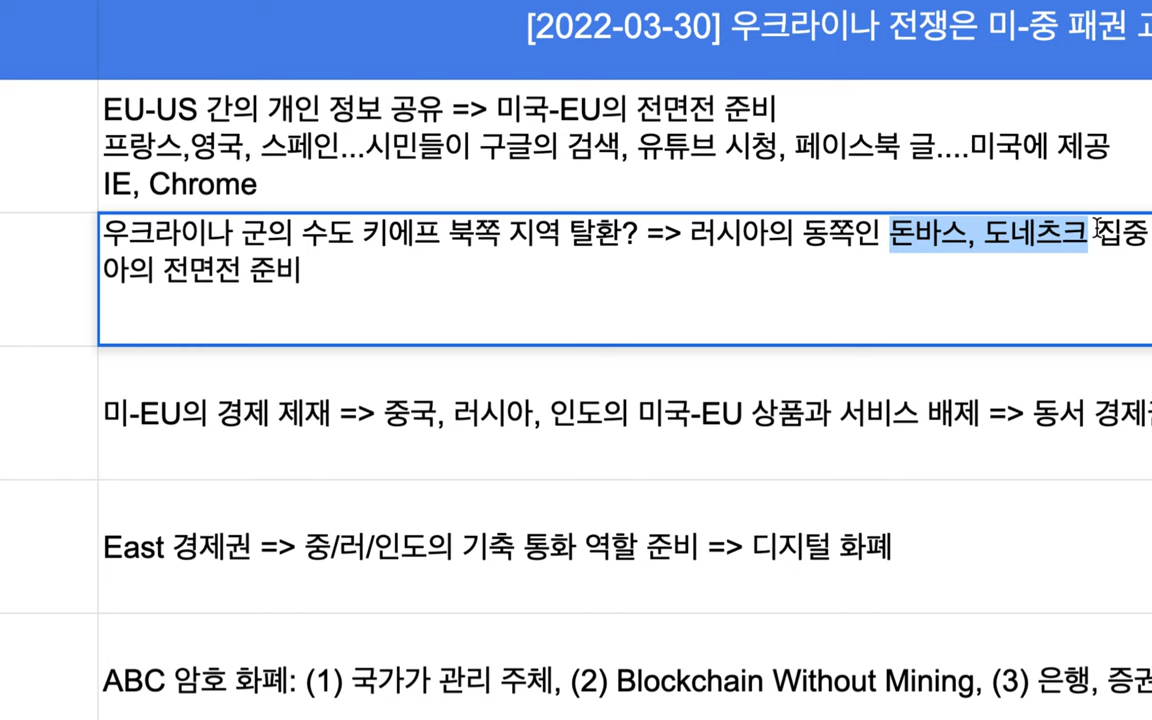 [2022-03-30] 우크라이나 전쟁은 미-중 패권
EU-US 간의 개인 정보 공유 => 미국-EU의 전면전 준비
프랑스,영국, 스페인...시민들이 구글의 검색, 유튜브 시청, 페이스북 글....미국에 제공
IE, Chrome
우크라이나 군의 수도 키에프 북쪽 지역 탈환? => 러시아의 동쪽인 돈바스, 도네츠크 집중
아의 전면전 준비
미-EU의 경제 제재 => 중국, 러시아, 인도의 미국-EU 상품과 서비스 배제 => 동서 경제
East 경제권 => 중/러/인도의 기축 통화 역할 준비 => 디지털 화폐
ABC 암호 화폐: (1) 국가가 관리 주체, (2) Blockchain Without Mining, (3) 은행, 증권